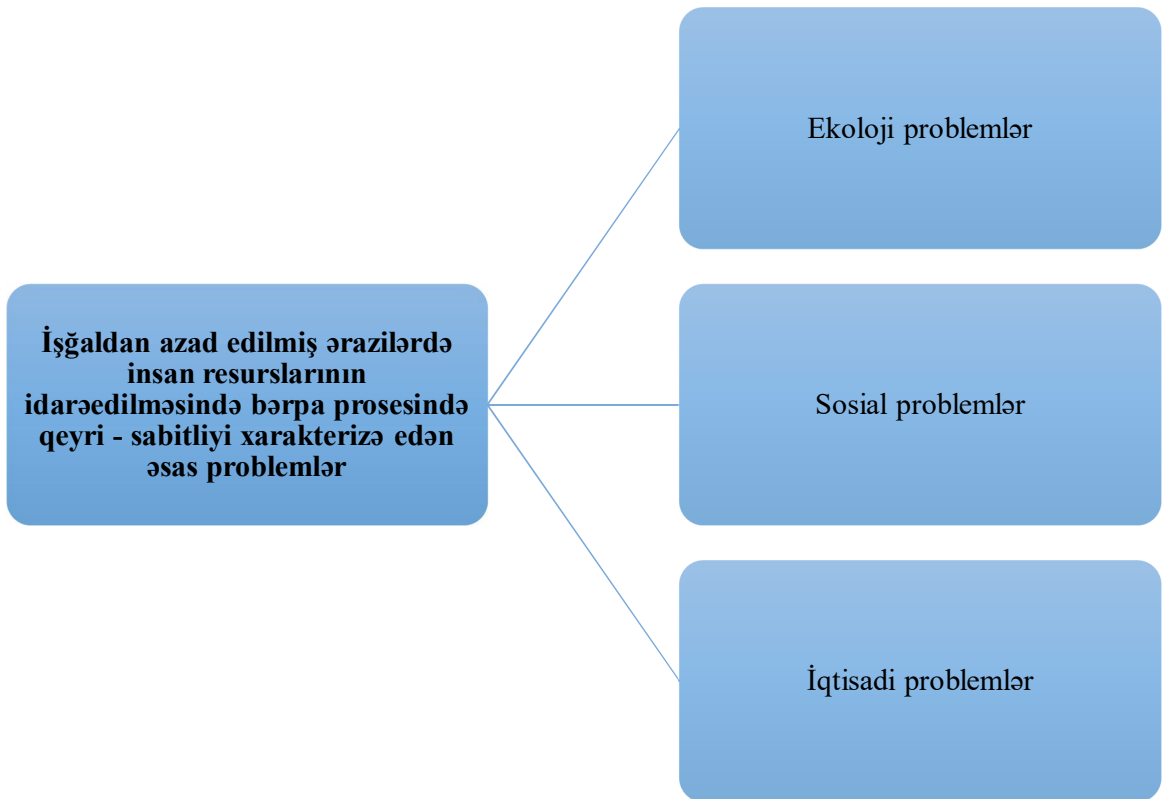 İşğaldan azad edilmiş ərazilərdə
insan resurslarının
idarəedilməsində bərpa prosesində
qeyri - sabitliyi xarakterizə edən
əsas problemlər
Ekoloji problemlər
Sosial problemlər
İqtisadi problemlər